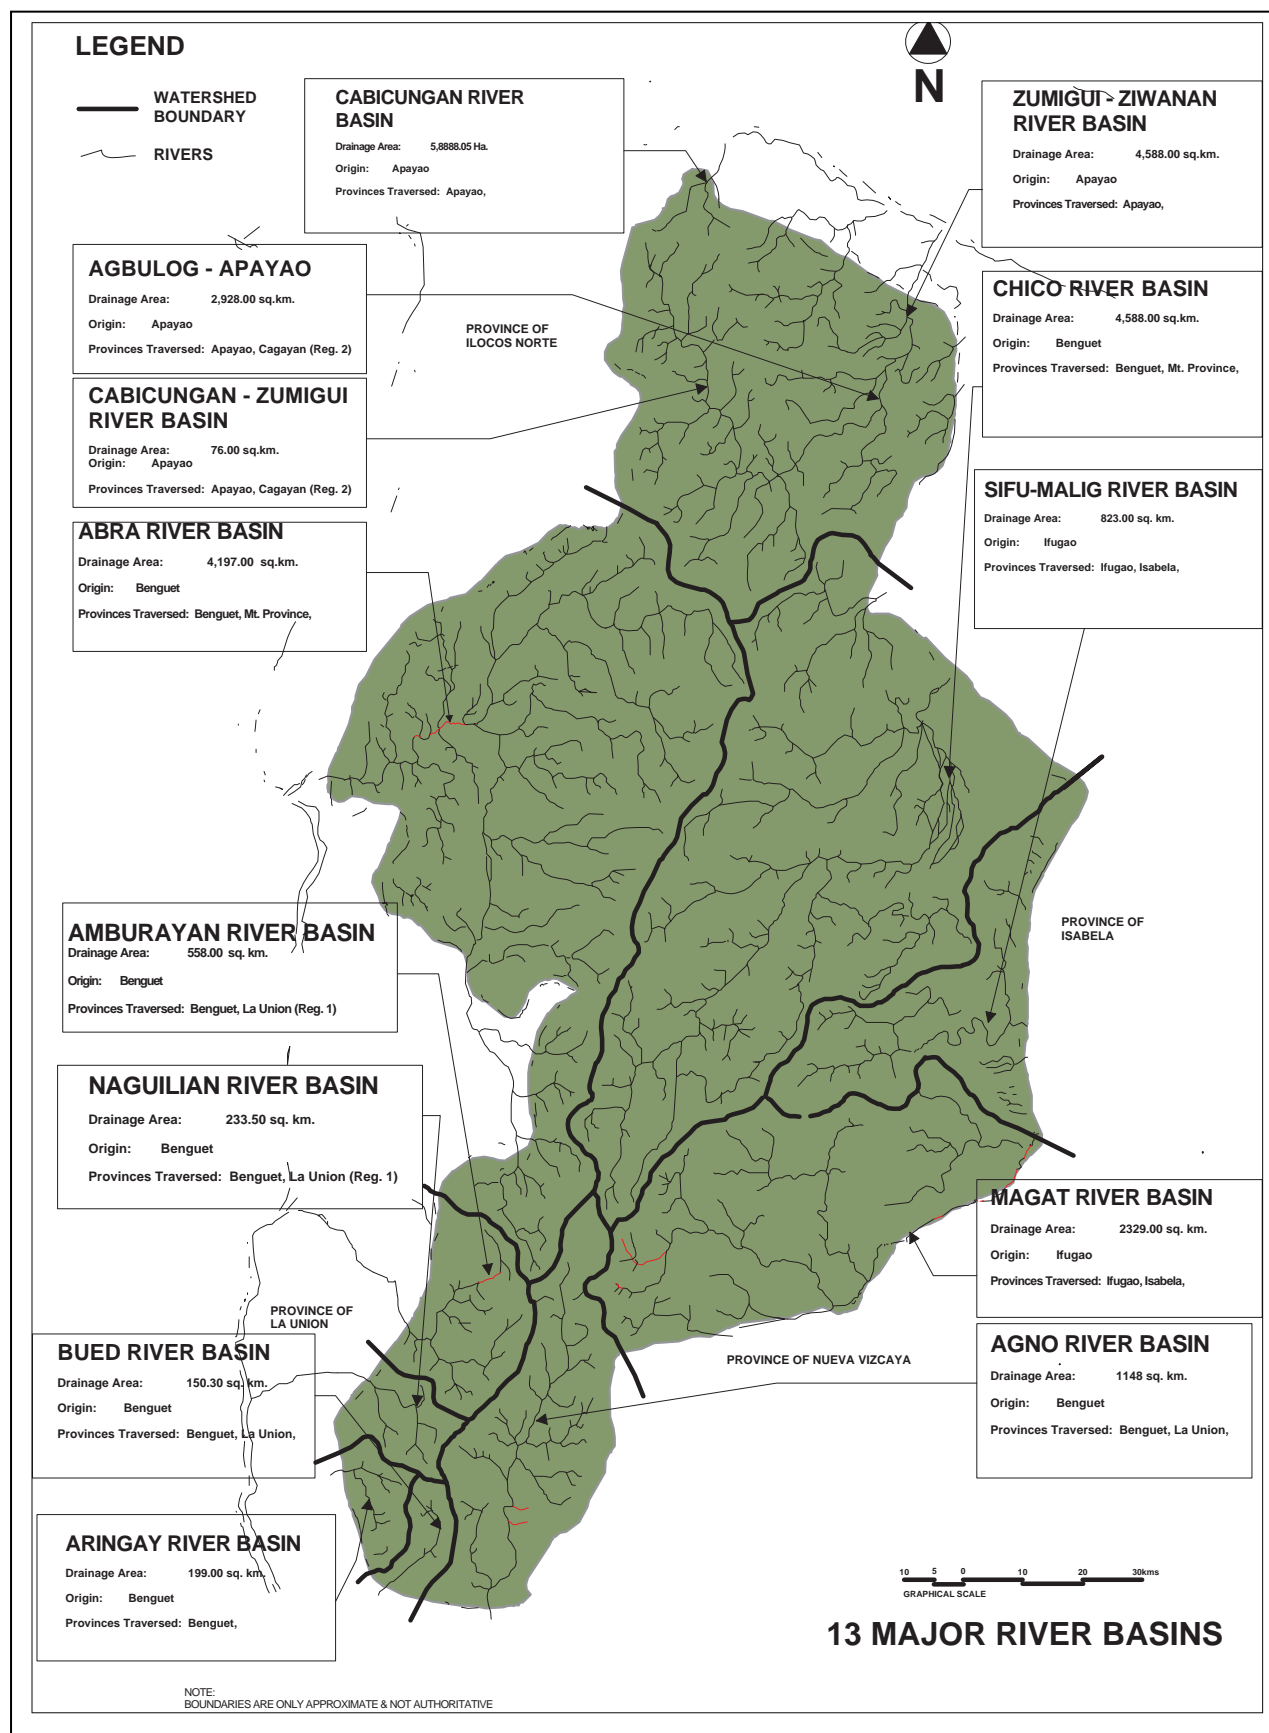 LEGEND
WATERSHED
BOUNDARY
RIVERS
N
CABICUNGAN RIVER
BASIN
Drainage Area: 5,8888.05 Ha.
Origin: Apayao
Provinces Traversed: Apayao,
ZUMIGUI - ZIWANAN
RIVER BASIN
Drainage Area: 4,588.00 sq.km.
Origin: Apayao
Provinces Traversed: Apayao,
AGBULOG - APAYAO
Drainage Area: 2,928.00 sq.km.
Origin: Apayao
Provinces Traversed: Apayao, Cagayan (Reg. 2)
PROVINCE OF
ILOCOS NORTE
CHICO RIVER BASIN
Drainage Area: 4,588.00 sq.km.
Origin: Benguet
Provinces Traversed: Benguet, Mt. Province,
CABICUNGAN - ZUMIGUI
RIVER BASIN
Drainage Area: 76.00 sq.km.
Origin: Apayao
Provinces Traversed: Apayao, Cagayan (Reg. 2)
SIFU-MALIG RIVER BASIN
Drainage Area: 823.00 sq. km.
Origin: Ifugao
Provinces Traversed: Ifugao, Isabela,
ABRA RIVER BASIN
Drainage Area: 4,197.00 sq.km.
Origin: Benguet
Provinces Traversed: Benguet, Mt. Province,
AMBURAYAN RIVER BASIN
Drainage Area: 558.00 sq. km.
Origin: Benguet
Provinces Traversed: Benguet, La Union (Reg. 1)
PROVINCE OF
ISABELA
NAGUILIAN RIVER BASIN
Drainage Area: 233.50 sq. km.
Origin: Benguet
Provinces Traversed: Benguet, La Union (Reg. 1)
MAGAT RIVER BASIN
Drainage Area: 2329.00 sq. km.
Origin: Ifugao
Provinces Traversed: Ifugao, Isabela,
PROVINCE OF
LA UNION
BUED RIVER BASIN
Drainage Area: 150.30 sq. km.
Origin: Benguet
Provinces Traversed: Benguet, La Union,
PROVINCE OF NUEVA VIZCAYA
AGNO RIVER BASIN
Drainage Area: 1148 sq. km.
Origin: Benguet
Provinces Traversed: Benguet, La Union,
ARINGAY RIVER BASIN
Drainage Area: 199.00 sq. km.
Origin: Benguet
Provinces Traversed: Benguet,
10 5 0 10 20 30kms
GRAPHICAL SCALE
13 MAJOR RIVER BASINS
NOTE:
BOUNDARIES ARE ONLY APPROXIMATE & NOT AUTHORITATIVE